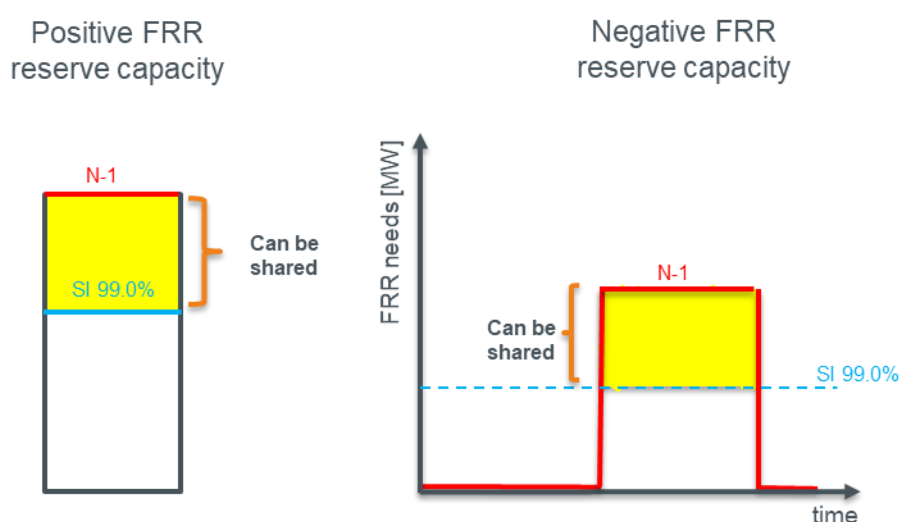 Positive FRR
reserve capacity
N-1
SI 99.0%
Can be
shared
Negative FRR
reserve capacity
FRR needs [MW]
N-1
Can be
shared
SI 99.0%
time